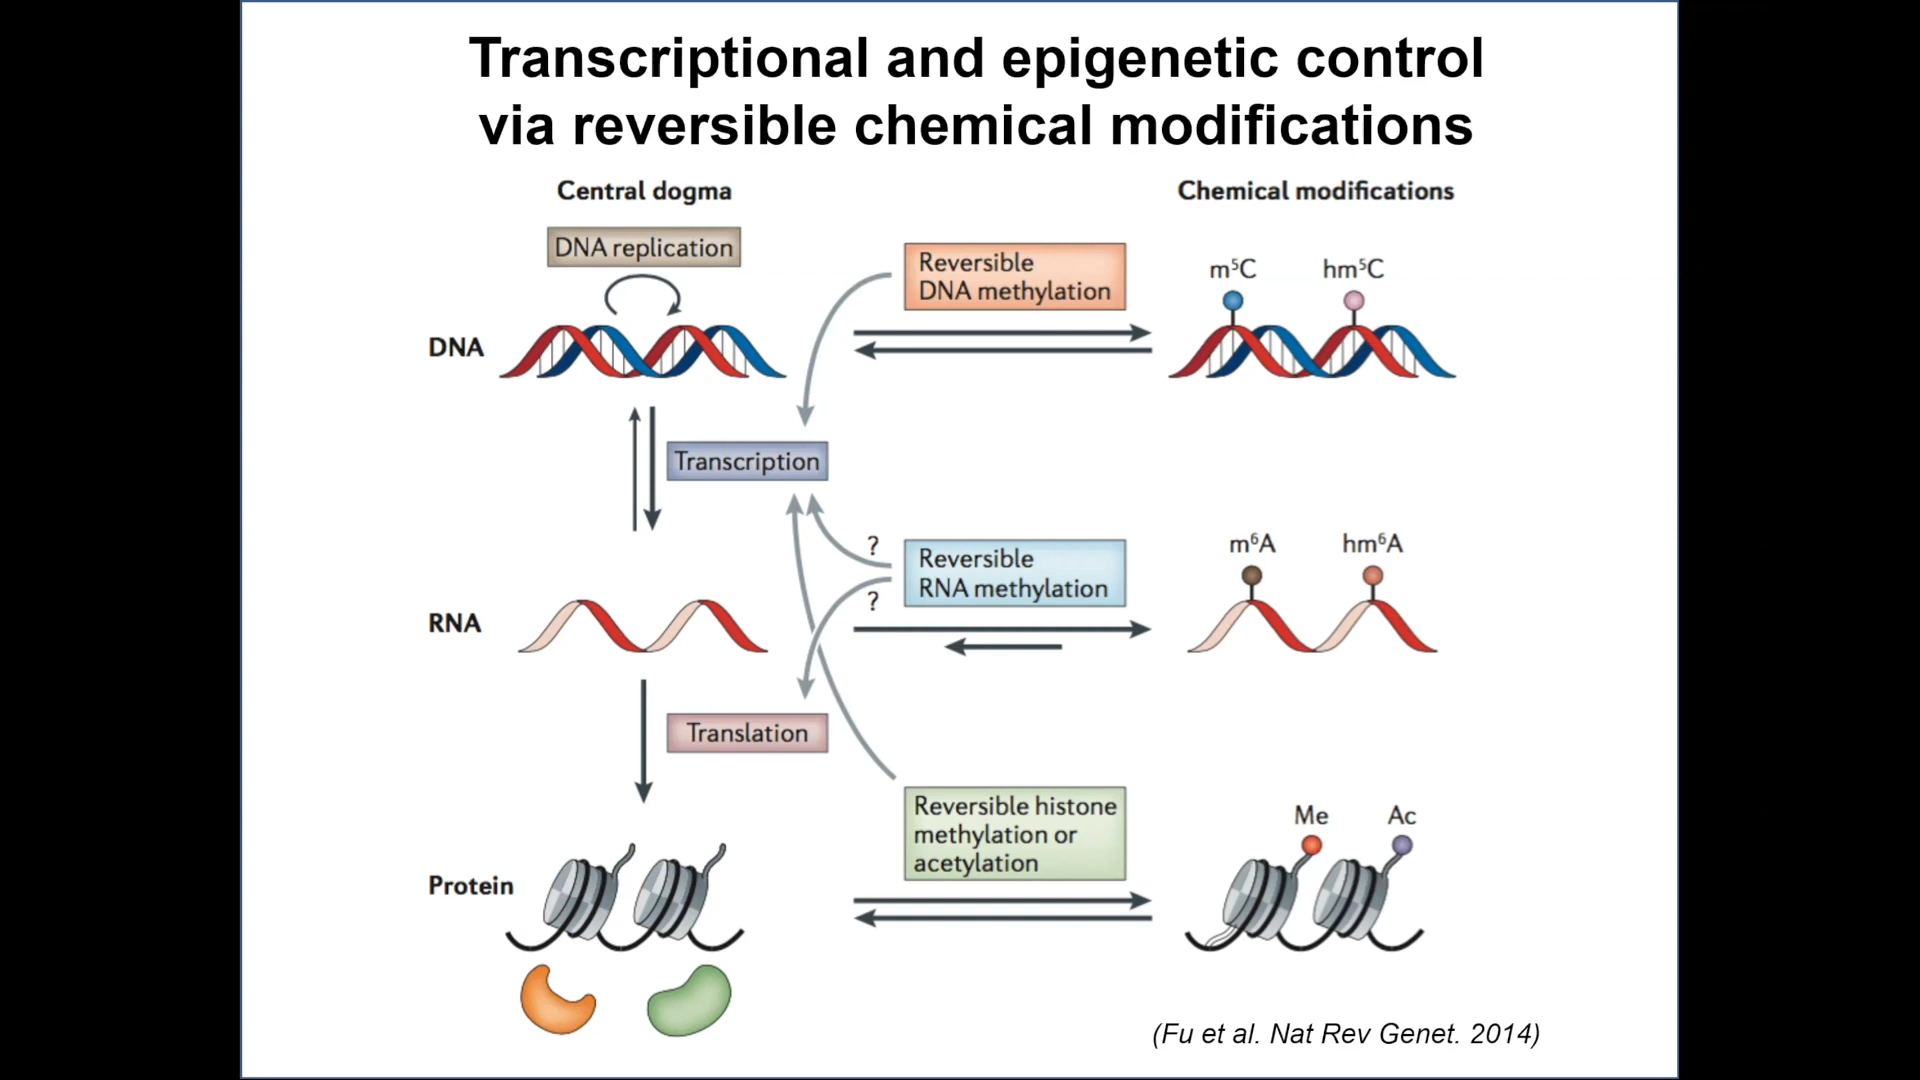 Transcriptional and epigenetic control
via reversible chemical modifications
Central dogma
Chemical modifications
DNA replication
Reversible
DNA methylation
m⁵C
hm⁵C
DNA
Transcription
?
Reversible
RNA methylation
?
m⁶A
hm⁶A
RNA
Translation
Reversible histone
methylation or
acetylation
Me
Ac
Protein
(Fu et al. Nat Rev Genet. 2014)